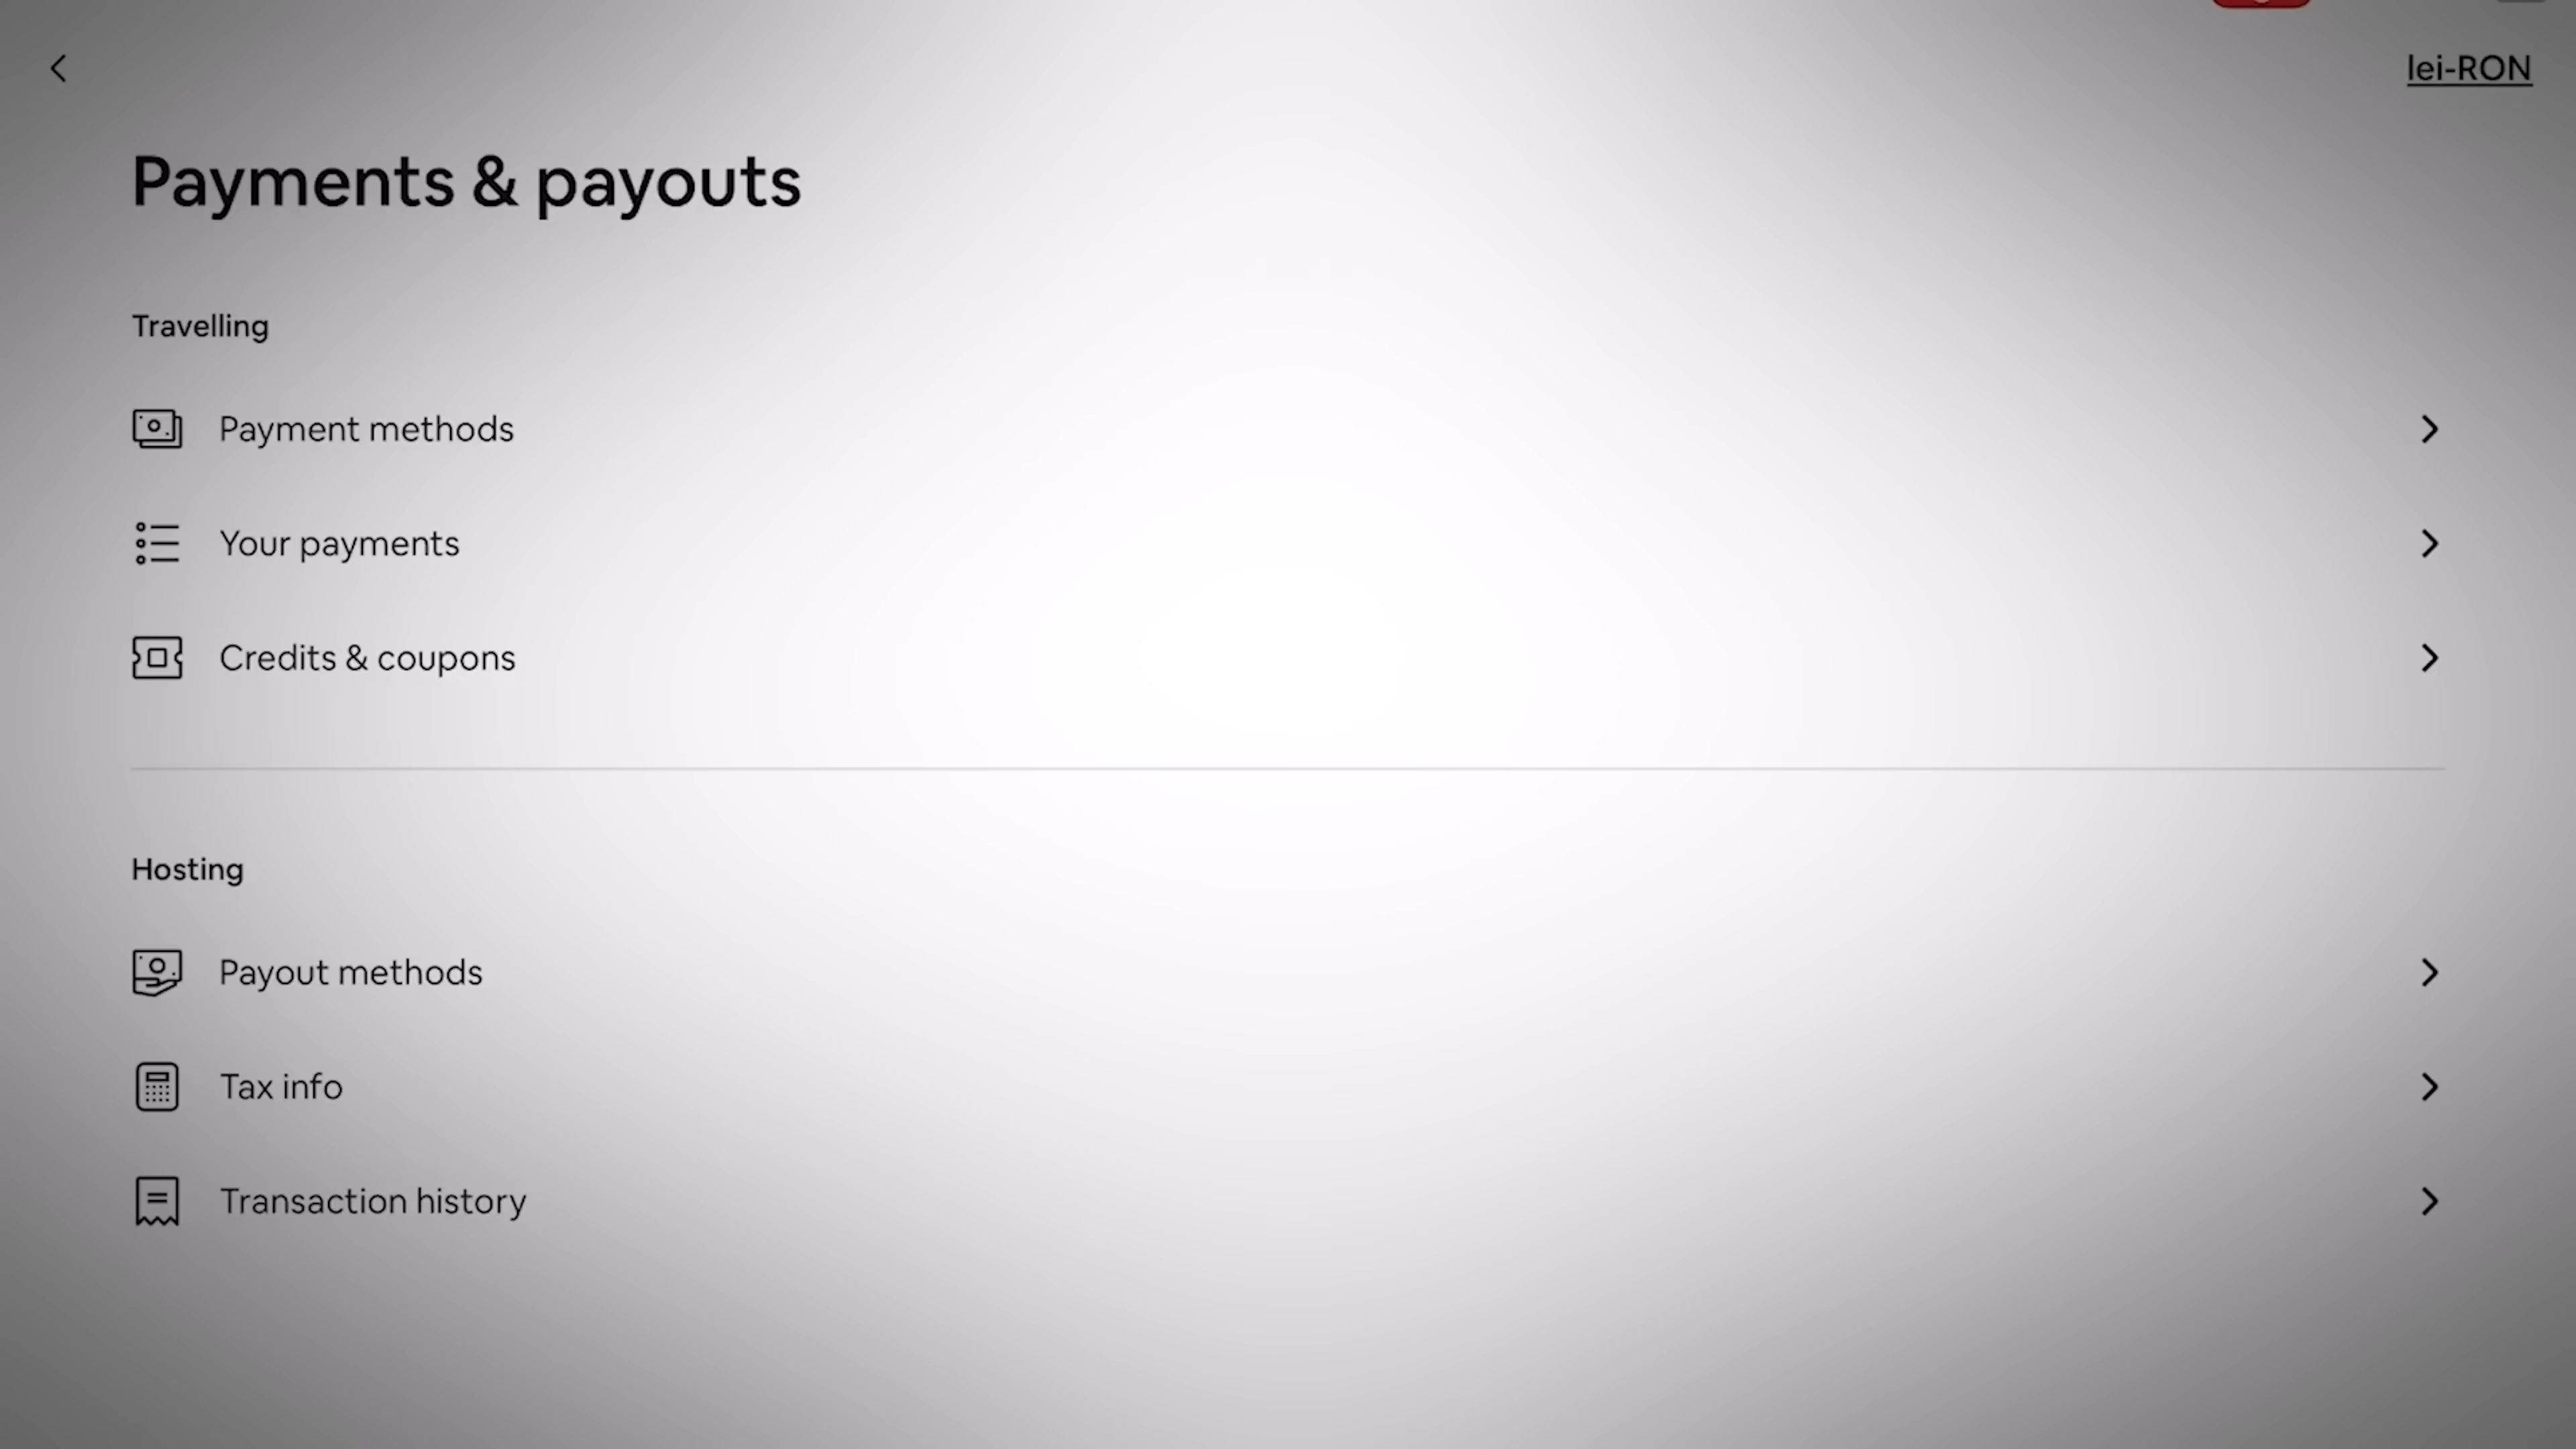 lei-RON
Payments & payouts
Travelling
Payment methods
Your payments
Credits & coupons
Hosting
Payout methods
Tax info
Transaction history